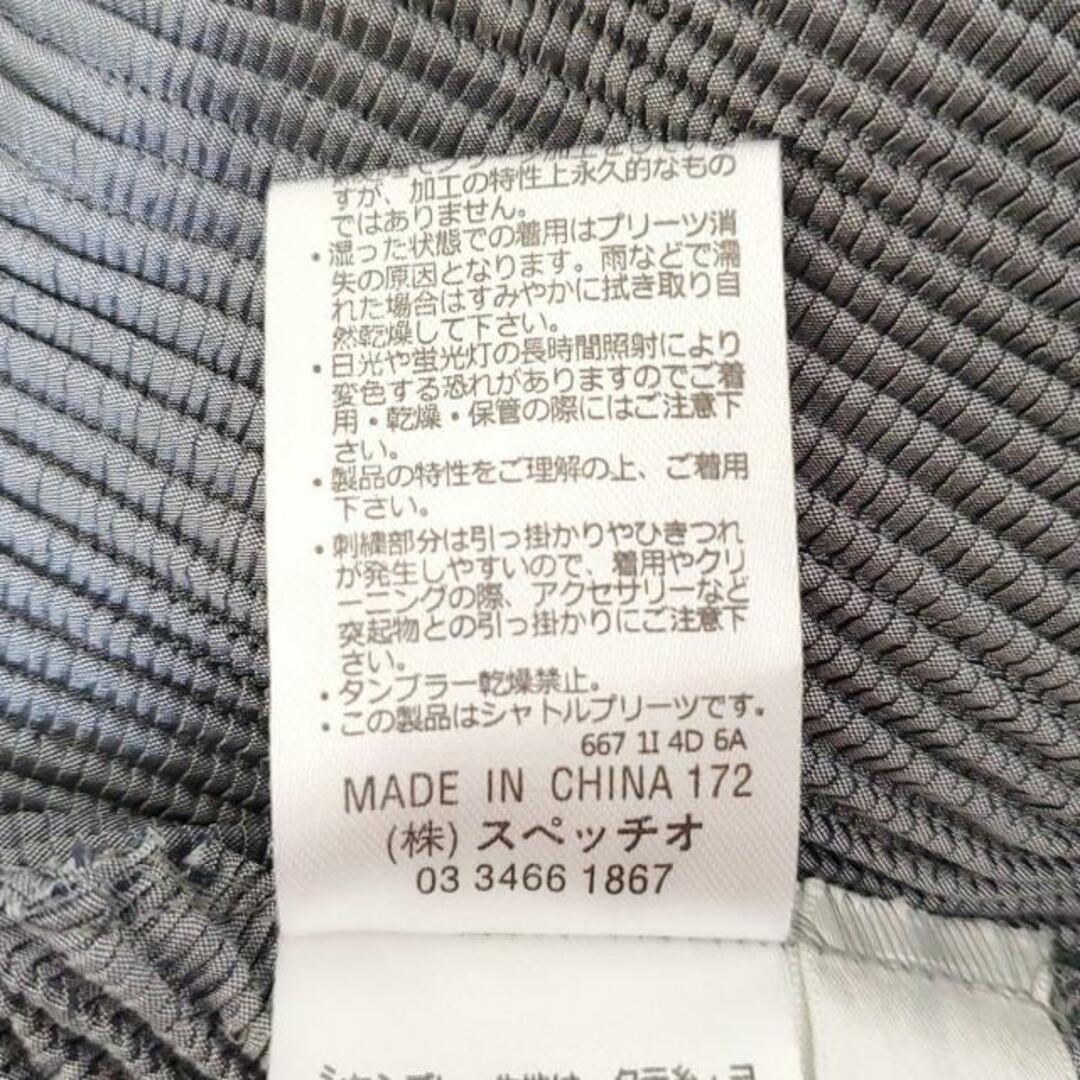 すが、加工の特性上永久的なもの
ではありません。
・湿った状態での着用はプリーツ消
失の原因となります。雨などで濡
れた場合はすみやかに拭き取り自
然乾燥して下さい。
・日光や蛍光灯の長時間照射により
変色する恐れがありますのでご着
用・乾燥・保管の際にはご注意下
さい。
・製品の特性をご理解の上、ご着用
下さい。
・刺繍部分は引っ掛かりやひきつれ
が発生しやすいので、着用やクリ
ーニングの際、アクセサリーなど
突起物との引っ掛かりにご注意下
さい。
・タンブラー乾燥禁止。
・この製品はシャトルプリーツです。
667 1I 4D 6A
MADE IN CHINA 172
(株) スペッチオ
03 3466 1867